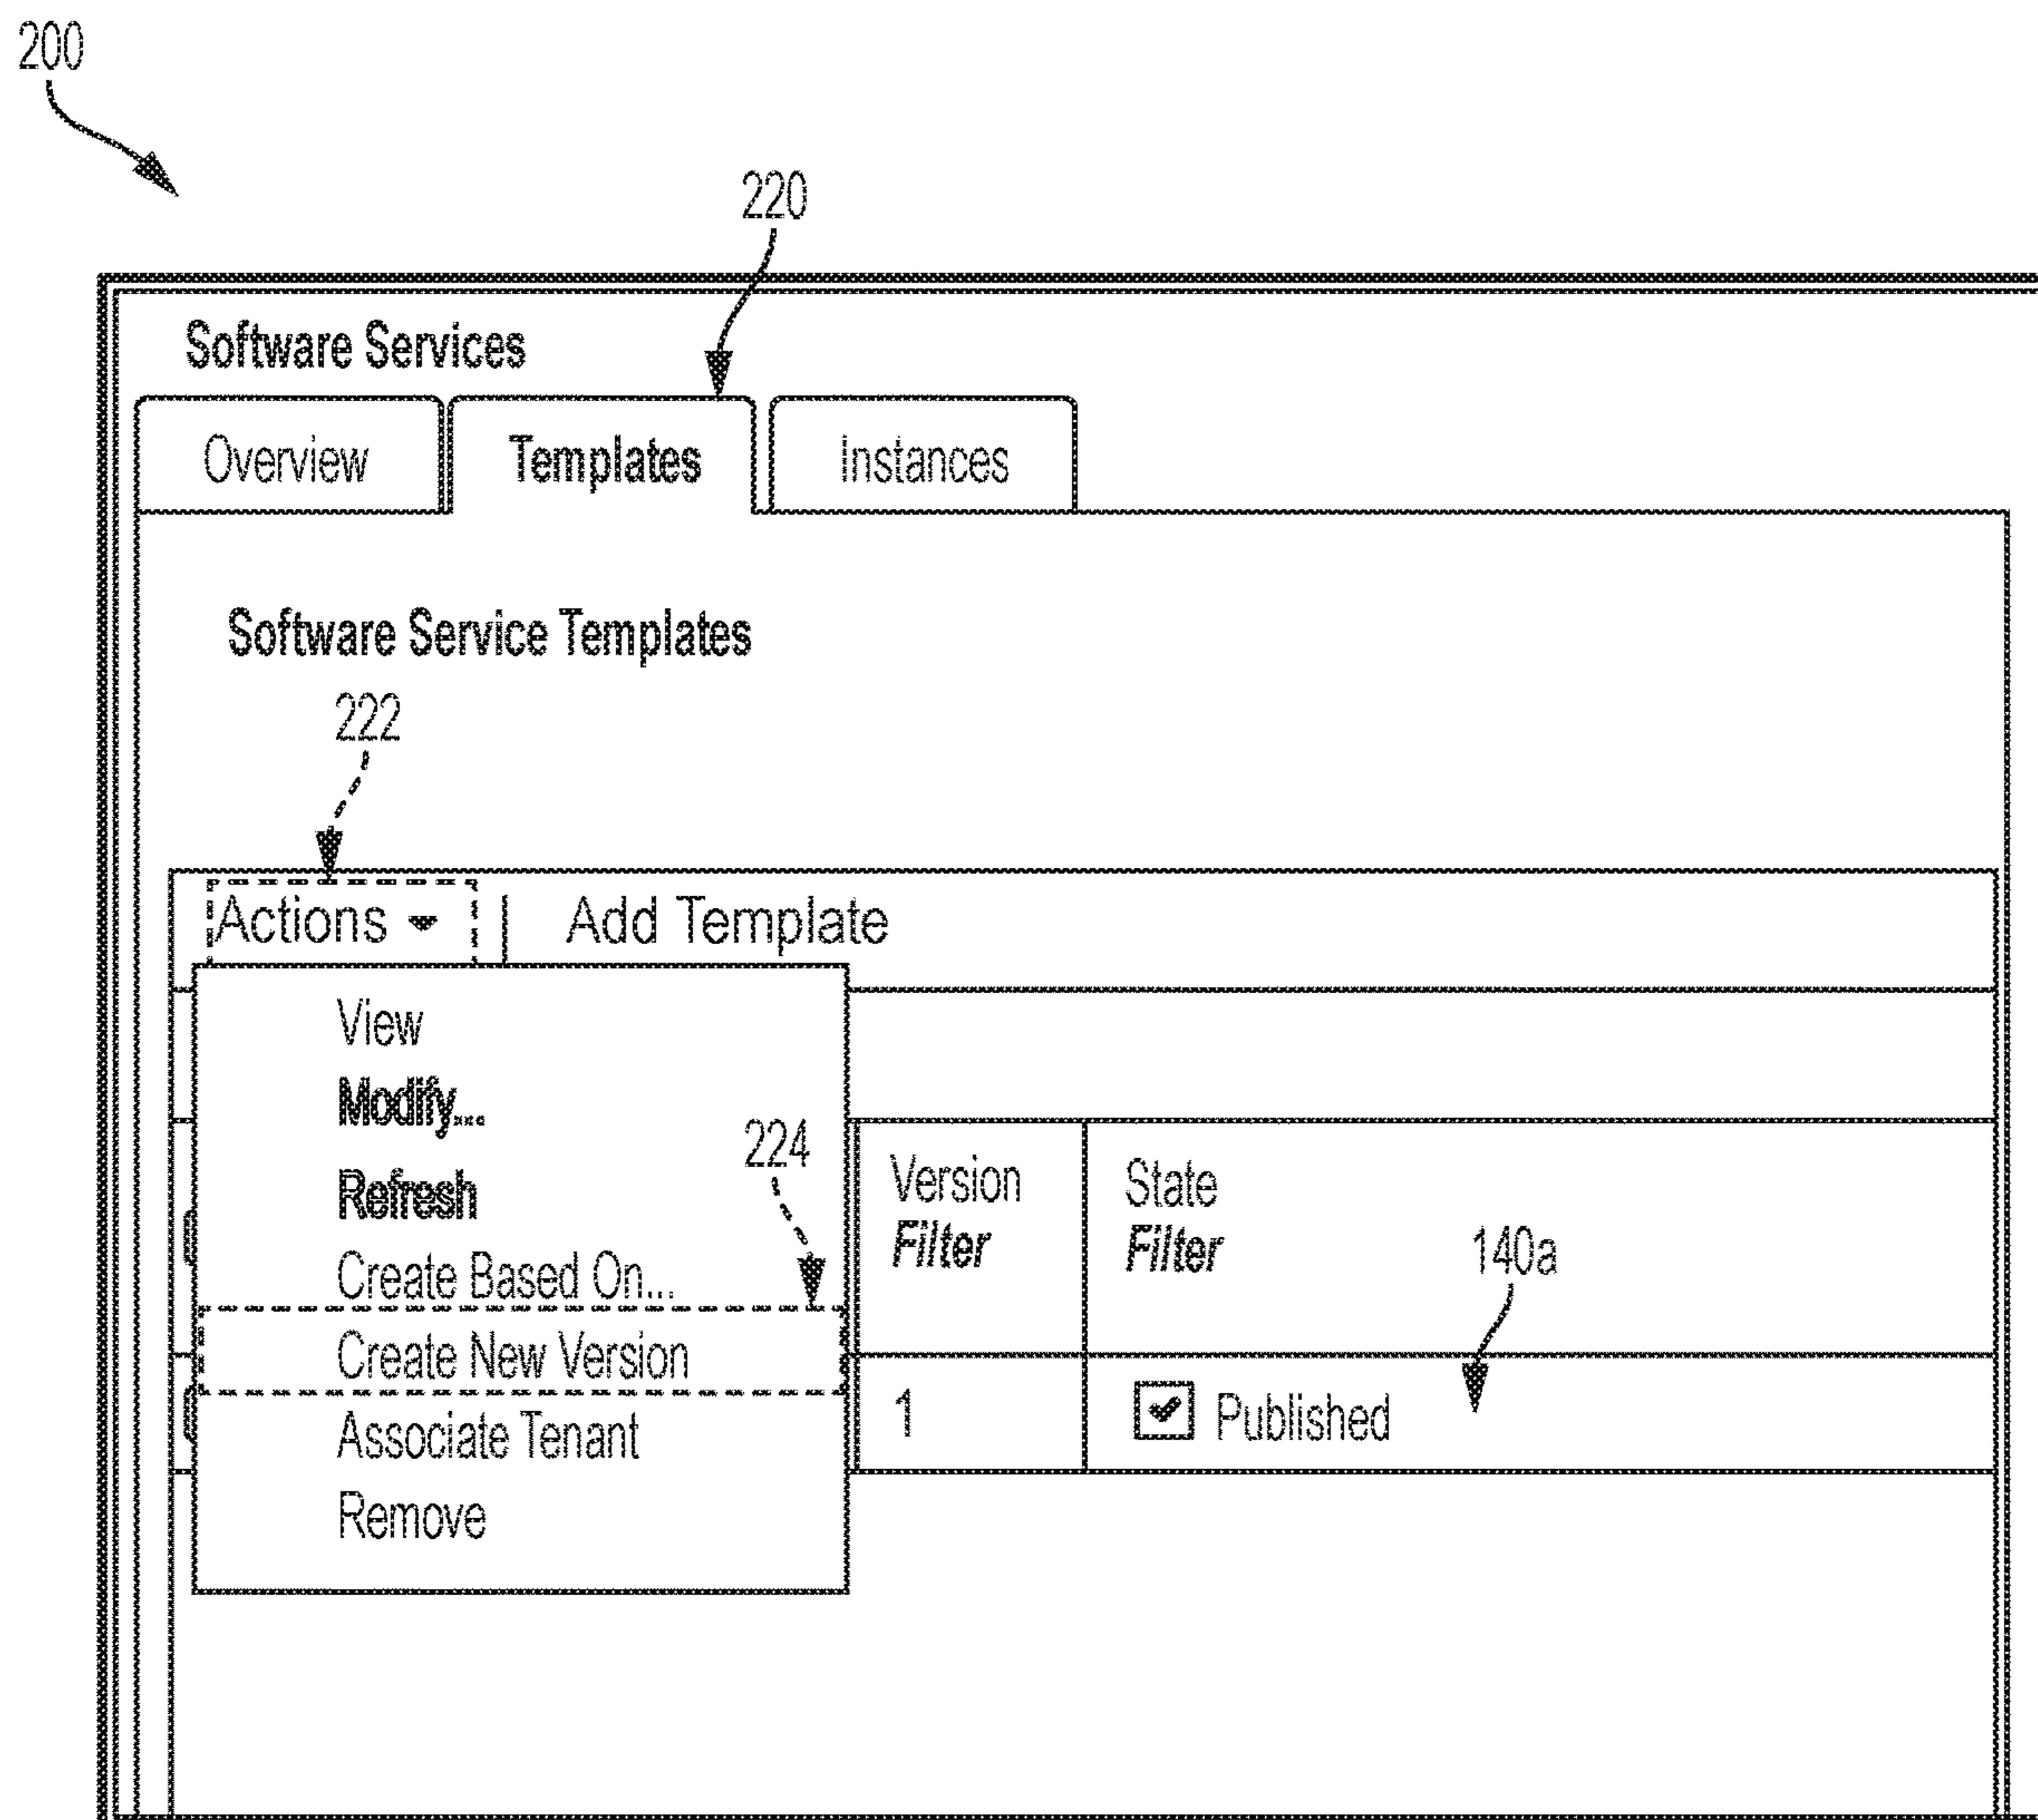 200
220
Software Services
Overview Templates Instances
Software Service Templates
222
Actions | Add Template
View
Modify...
Refresh
Create Based On...
224
Create New Version
Associate Tenant
Remove
Version State
Filter Filter
140a
1 Published